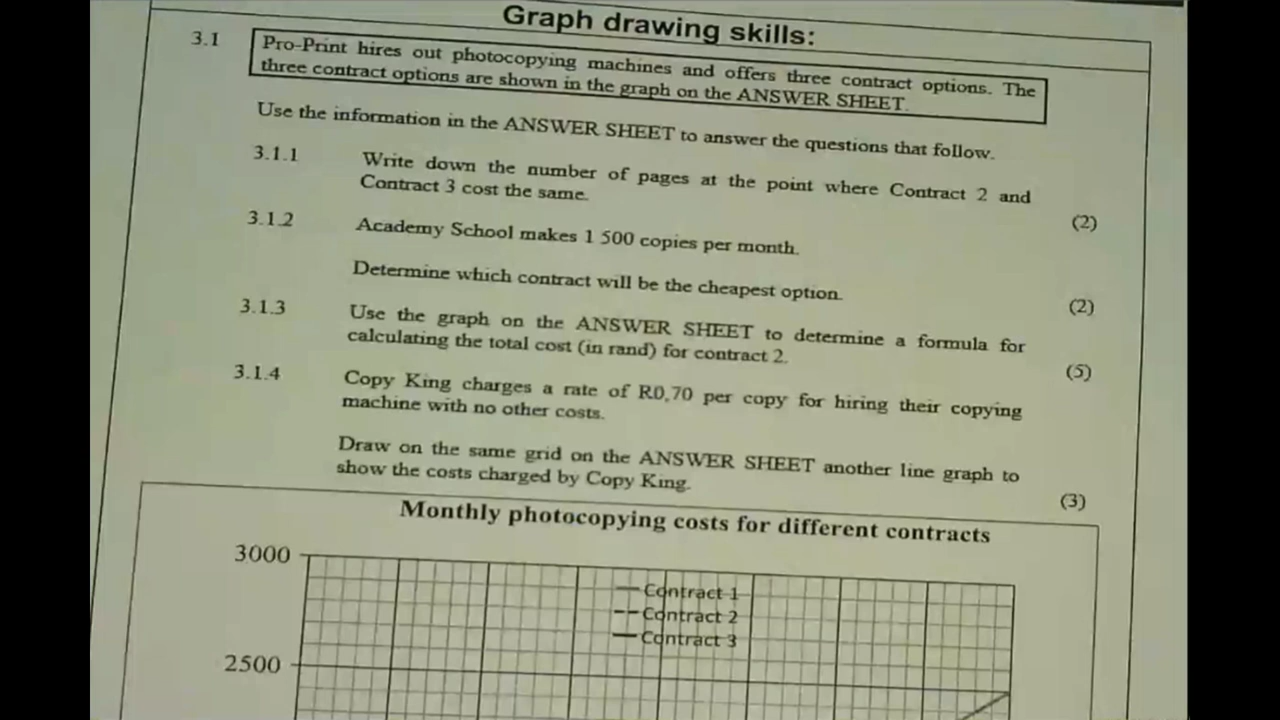 Graph drawing skills:
3.1 Pro-Print hires out photocopying machines and offers three contract options. The
three contract options are shown in the graph on the ANSWER SHEET.
Use the information in the ANSWER SHEET to answer the questions that follow.
3.1.1 Write down the number of pages at the point where Contract 2 and
Contract 3 cost the same. (2)
3.1.2 Academy School makes 1 500 copies per month.
Determine which contract will be the cheapest option. (2)
3.1.3 Use the graph on the ANSWER SHEET to determine a formula for
calculating the total cost (in rand) for contract 2. (5)
3.1.4 Copy King charges a rate of R0,70 per copy for hiring their copying
machine with no other costs.
Draw on the same grid on the ANSWER SHEET another line graph to
show the costs charged by Copy King. (3)
Monthly photocopying costs for different contracts
3000
Contract 1
Contract 2
Contract 3
2500